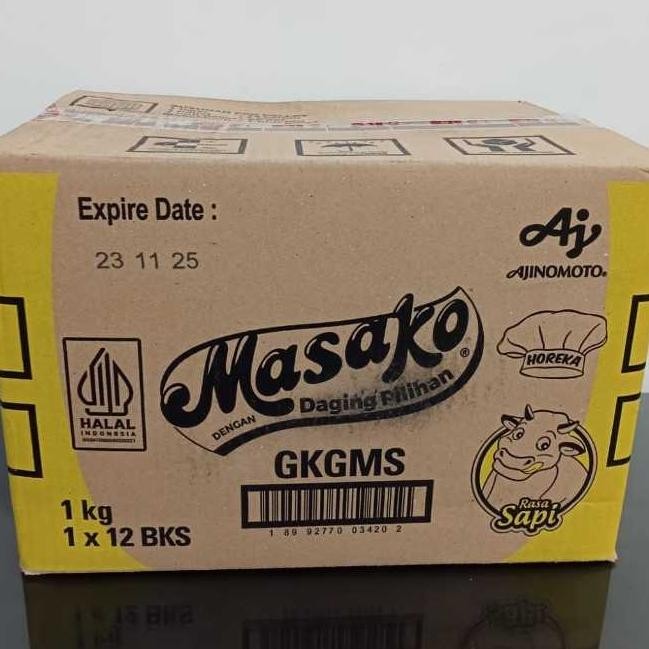 Expire Date :
23 11 25
Aj
AJINOMOTO®
Masako®
DENGAN Daging Pilihan
HOREKA
HALAL
INDONESIA
GKGMS
1 89 92770 03420 2
Rasa
Sapi
1 kg
1 x 12 BKS